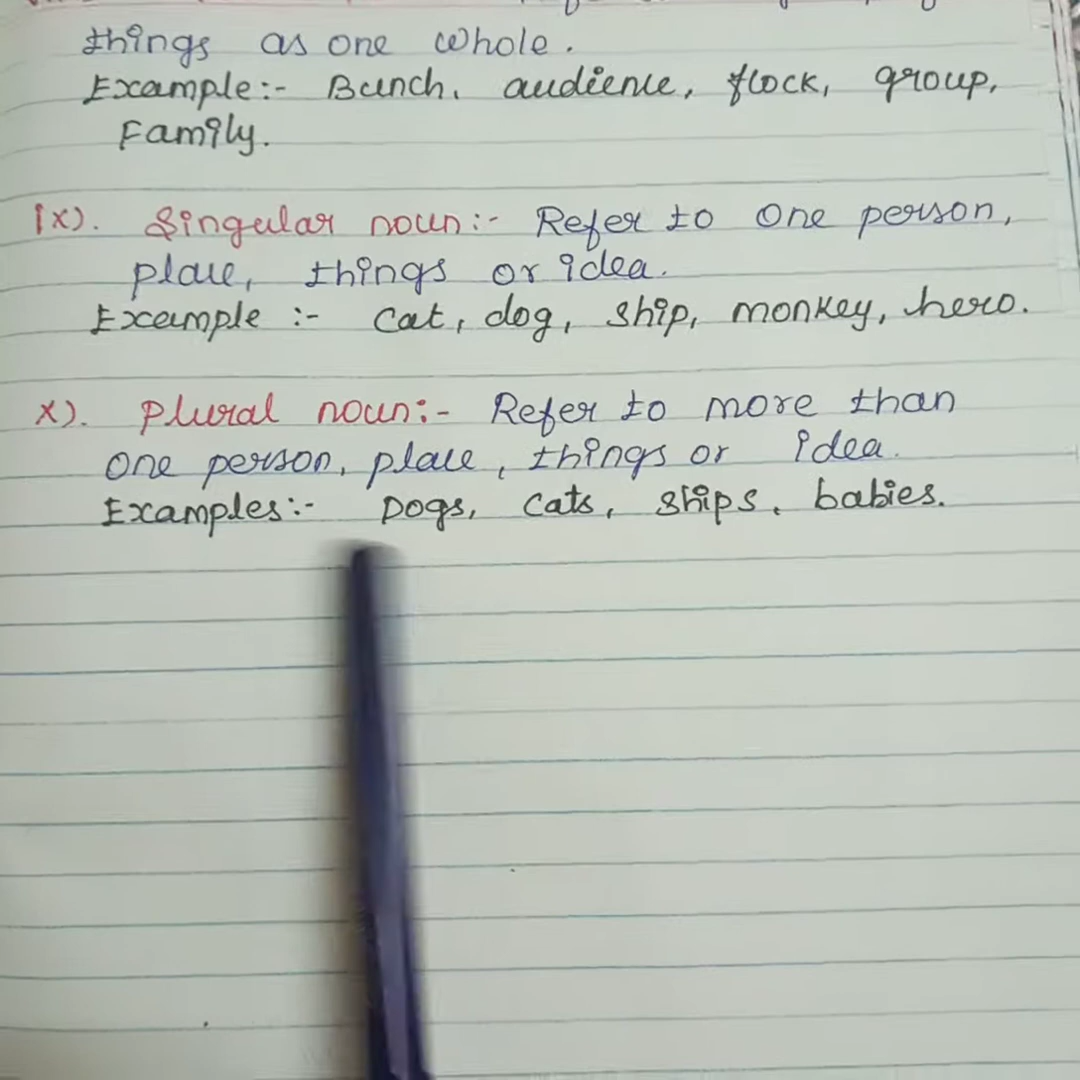 things as one whole.
Example:- Bunch, audience, flock, group,
Family.
ix). Singular noun:- Refer to one person,
place, things or idea.
Example :- cat, dog, ship, monkey, hero.
x). Plural noun:- Refer to more than
one person, place, things or idea.
Examples:- Dogs, cats, ships, babies.